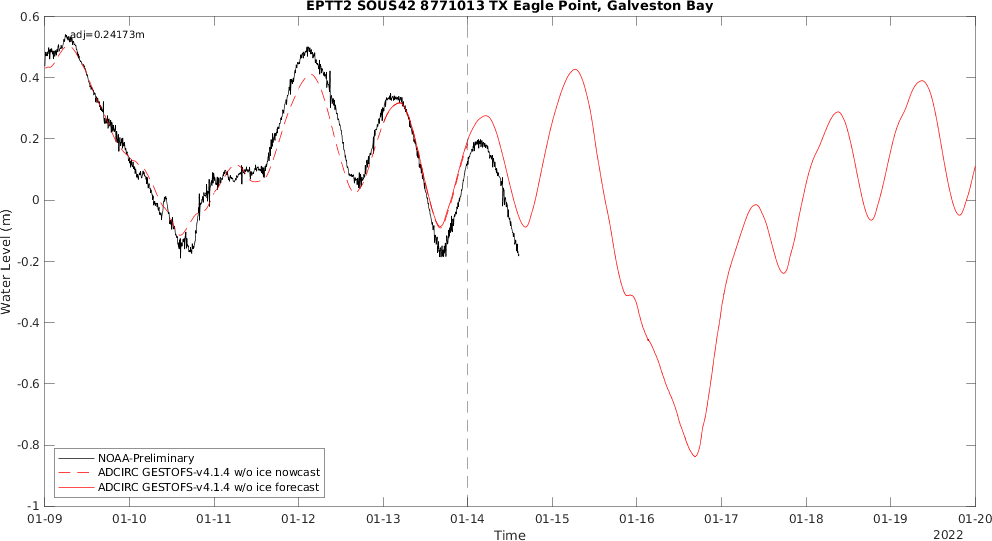 EPTT2 SOUS42 8771013 TX Eagle Point, Galveston Bay
adj=0.24173m
0.6
0.4
0.2
0
-0.2
-0.4
-0.6
-0.8
-1
Water Level (m)
NOAA-Preliminary
ADCIRC GESTOFS-v4.1.4 w/o ice nowcast
ADCIRC GESTOFS-v4.1.4 w/o ice forecast
01-09 01-10 01-11 01-12 01-13 01-14 01-15 01-16 01-17 01-18 01-19 01-20
Time
2022